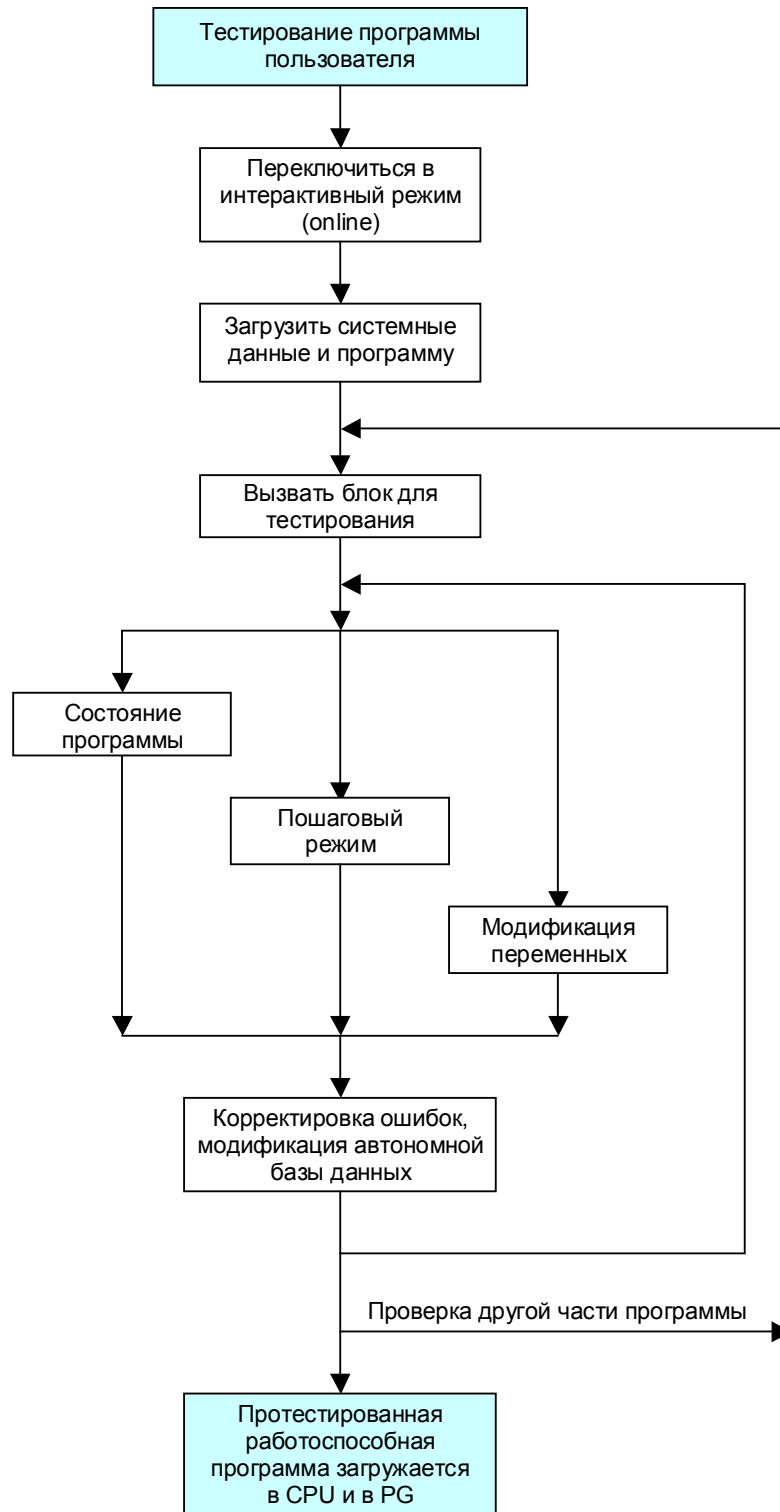 Тестирование программы
пользователя
Переключиться в
интерактивный режим
(online)
Загрузить системные
данные и программу
Вызвать блок для
тестирования
Состояние
программы
Пошаговый
режим
Модификация
переменных
Корректировка ошибок,
модификация автономной
базы данных
Проверка другой части программы
Протестированная
работоспособная
программа загружается
в CPU и в PG